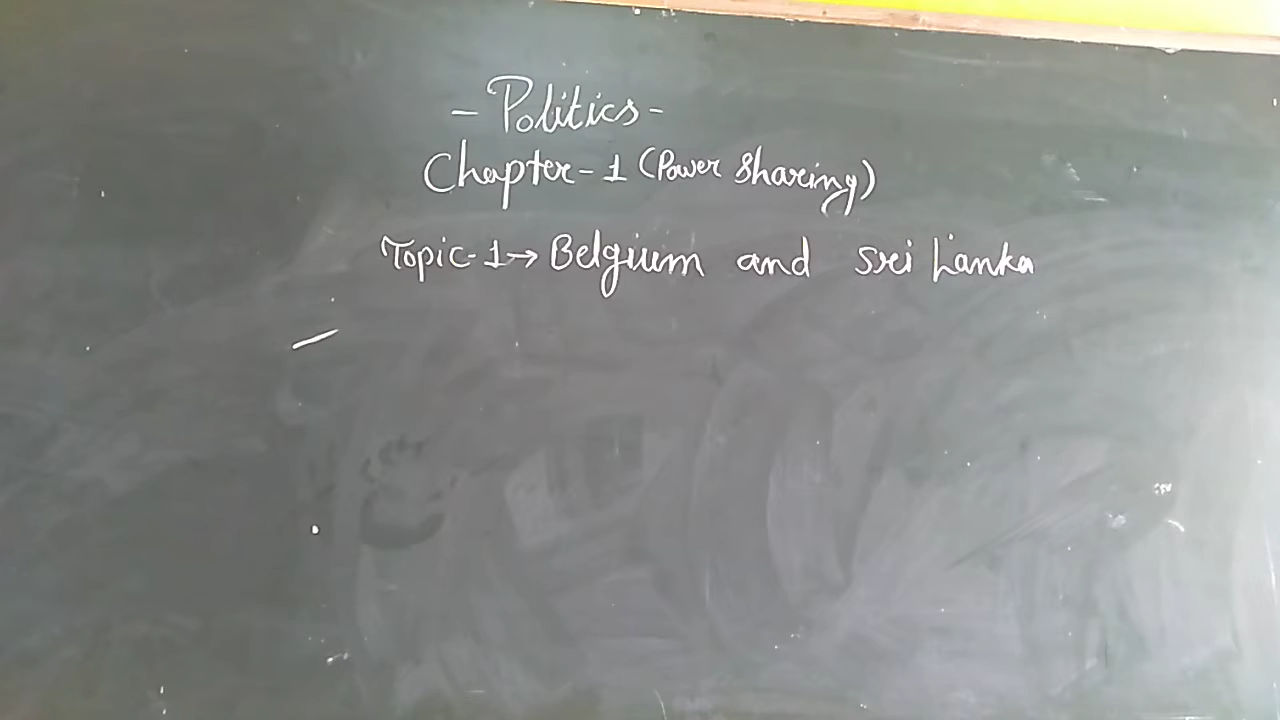 - Politics -
Chapter - 1 (Power Sharing)
Topic - 1 → Belgium and Sri Lanka